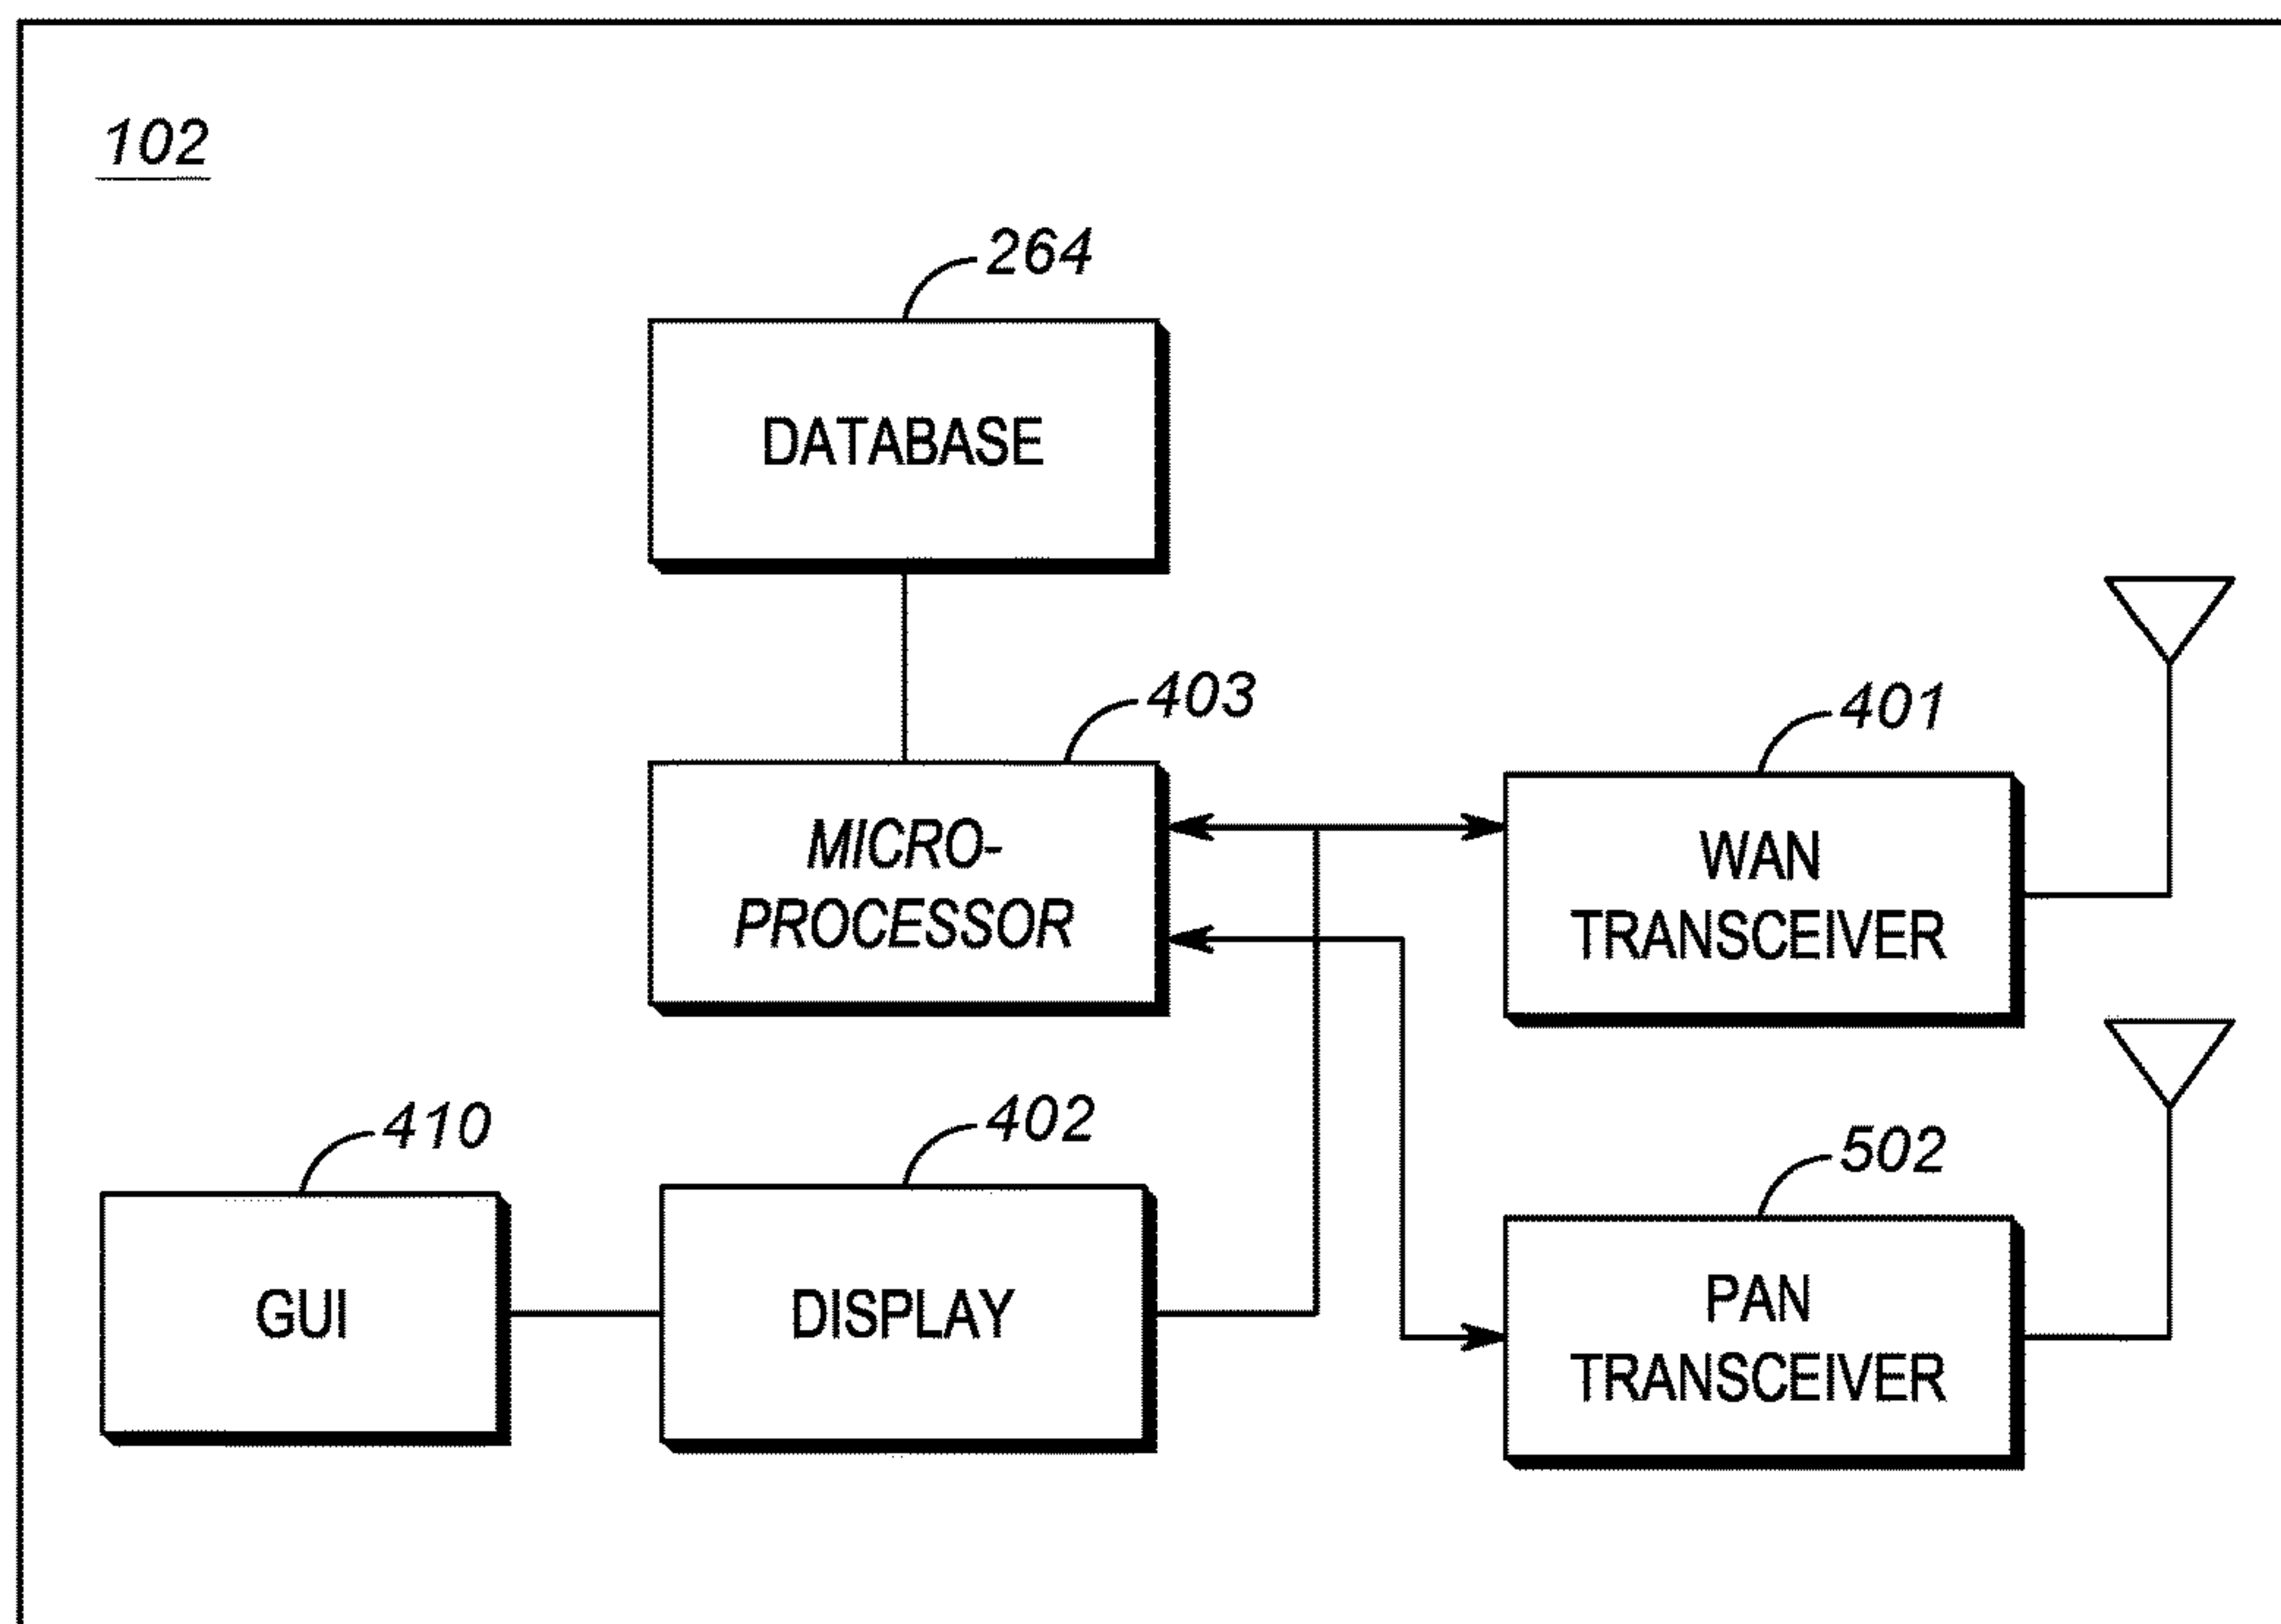 102
264
DATABASE
403
MICRO-
PROCESSOR
401
WAN
TRANSCEIVER
410
GUI
402
DISPLAY
502
PAN
TRANSCEIVER